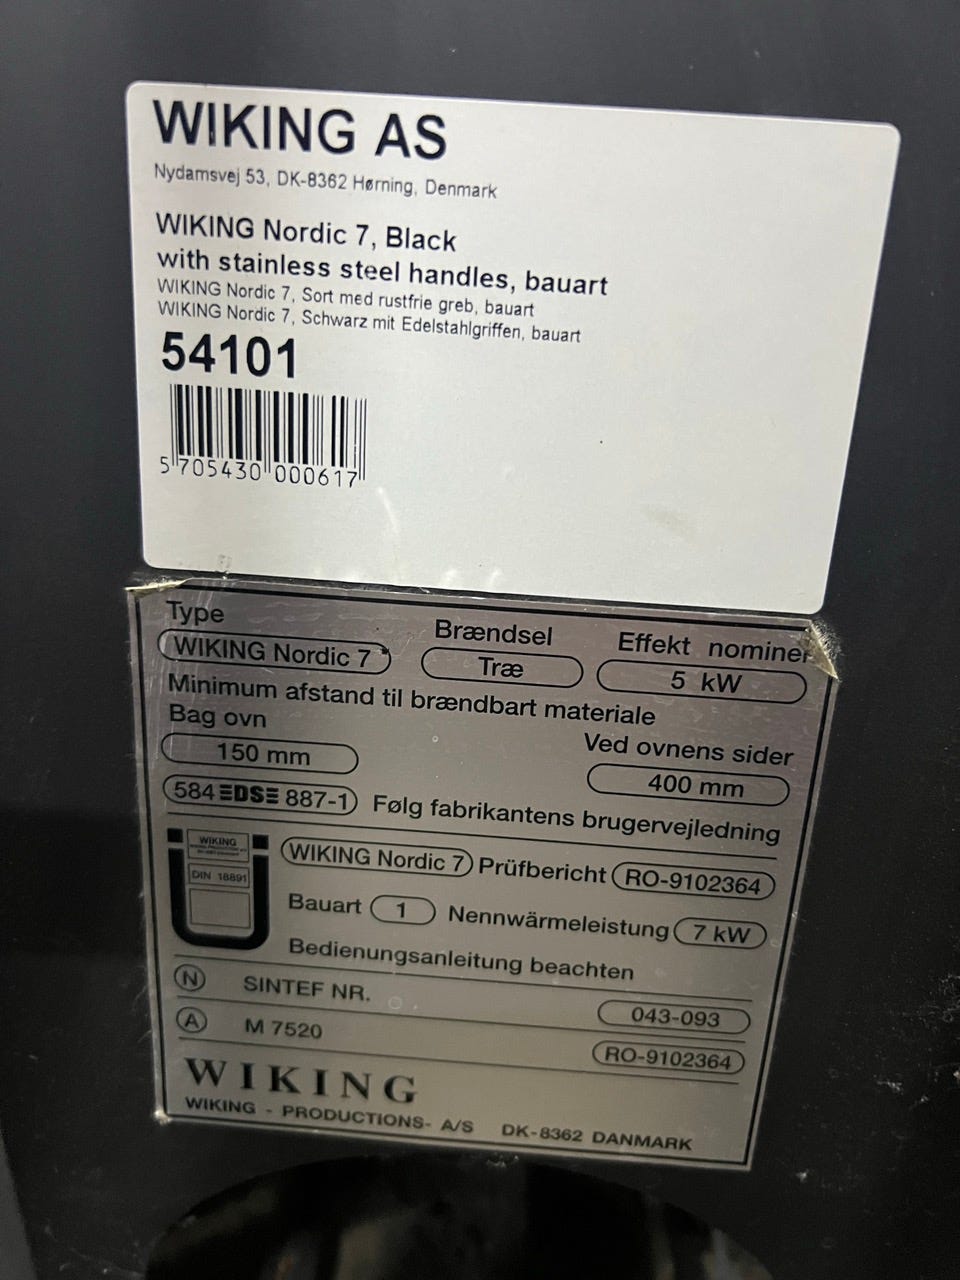 WIKING AS
Nydamsvej 53, DK-8362 Hørning, Denmark
WIKING Nordic 7, Black
with stainless steel handles, bauart
WIKING Nordic 7, Sort med rustfrie greb, bauart
WIKING Nordic 7, Schwarz mit Edelstahlgriffen, bauart
54101
5 705430 000617
Type Brændsel Effekt nominel
WIKING Nordic 7 Træ 5 kW
Minimum afstand til brændbart materiale
Bag ovn Ved ovnens sider
150 mm 400 mm
584 DS 887-1 Følg fabrikantens brugervejledning
WIKING
DIN 18891
WIKING Nordic 7 Prüfbericht RO-9102364
Bauart 1 Nennwärmeleistung 7 kW
Bedienungsanleitung beachten
N SINTEF NR. 043-093
A M 7520 RO-9102364
WIKING
WIKING - PRODUCTIONS- A/S DK-8362 DANMARK